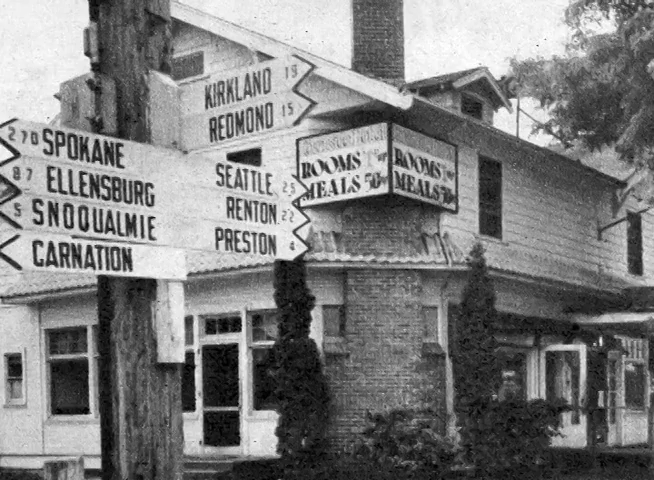 KIRKLAND
REDMOND 15
270 SPOKANE
87 ELLENSBURG
5 SNOQUALMIE
CARNATION
SEATTLE 25
RENTON 22
PRESTON 4
ROOMS
MEALS 50
ROOMS
MEALS